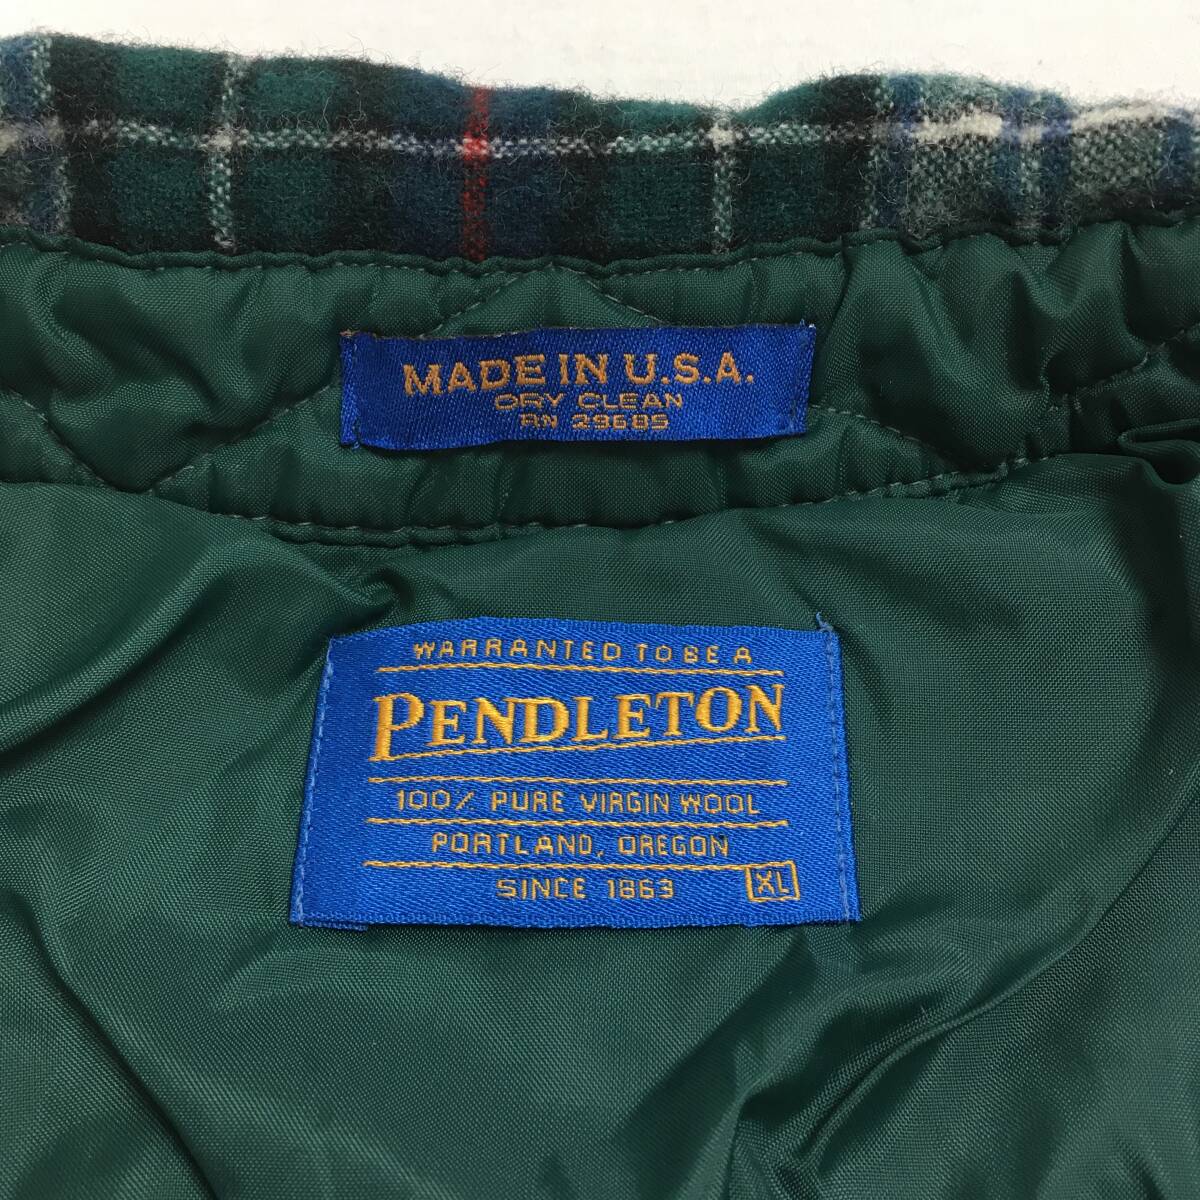 MADE IN U.S.A.
DRY CLEAN
RN 29685
WARRANTED TO BE A
PENDLETON
100% PURE VIRGIN WOOL
PORTLAND, OREGON
SINCE 1863
XL